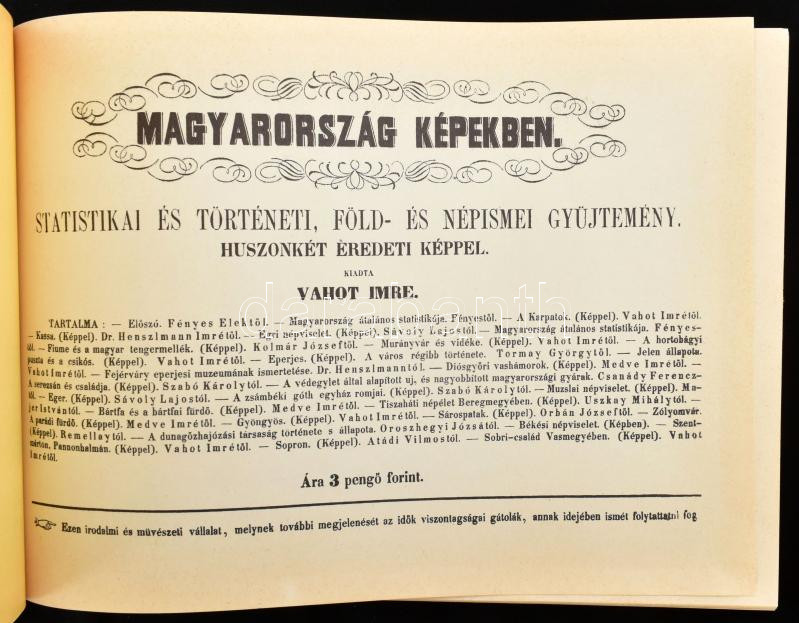 MAGYARORSZÁG KÉPEKBEN.
STATISTIKAI ÉS TÖRTÉNETI, FÖLD- ÉS NÉPISMEI GYÜJTEMÉNY.
HUSZONKÉT EREDETI KÉPPEL.
KIADTA
VAHOT IMRE.
TARTALMA: — Előszó. Fényes Elektől. — Magyarország átalános statistikája. Fényestől. — A Karpatok. (Képpel). Vahot Imrétől.
— Kassa. (Képpel). Dr. Henszlmann Imrétől. — Egri népviselet. (Képpel). Sávoly Lajostól. — Magyarország átalános statistikája. Fényes-
től. — Fiume és a magyar tengermellék. (Képpel). Kolmár Józseftől. — Murányvár és vidéke. (Képpel). Vahot Imrétől. — A hortobágyi
puszta és a csikós. (Képpel). Vahot Imrétől. — Eperjes. (Képpel). A város régibb története. Tormay Györgytől. — Jelen állapota.
Vahot Imrétől. — Fejérváry eperjesi muzeumának ismertetése. Dr. Henszlmanntól. — Diósgyőri vashámorok. (Képpel). Medve Imrétől. —
A serezsán és családja. (Képpel). Szabó Károlytól. — A védegylet által alapított uj, és nagyobbított magyarországi gyárak. Csanády Ferencz-
től. — Eger. (Képpel). Sávoly Lajostól. — A zsámbéki góth egyház romjai. (Képpel). Szabó Károlytól. — Muzslai népviselet. (Képpel). Ma-
jer Istvántól. — Bártfa és a bártfai fürdő. (Képpel). Medve Imrétől. — Tiszaháti népélet Beregmegyében. (Képpel). Uszkay Mihálytól. —
A parádi fürdő. (Képpel). Medve Imrétől. — Gyöngyös. (Képpel). Vahot Imrétől. — Sárospatak. (Képpel). Orbán Józseftől. — Zólyomvár.
(Képpel). Remellaytól. — A dunagőzhajózási társaság története s állapota. Oroszhegyi Józsától. — Békési népviselet. (Képben). — Szent-
márton, Pannonhalmán. (Képpel). Vahot Imrétől. — Sopron. (Képpel). Atádi Vilmostól. — Sobri-család Vasmegyében. (Képpel). Vahot
Imrétől.
Ára 3 pengő forint.
Ezen irodalmi és müvészeti vállalat, melynek további megjelenését az idők viszontagságai gátolák, annak idejében ismét folytattatni fog
darabanth